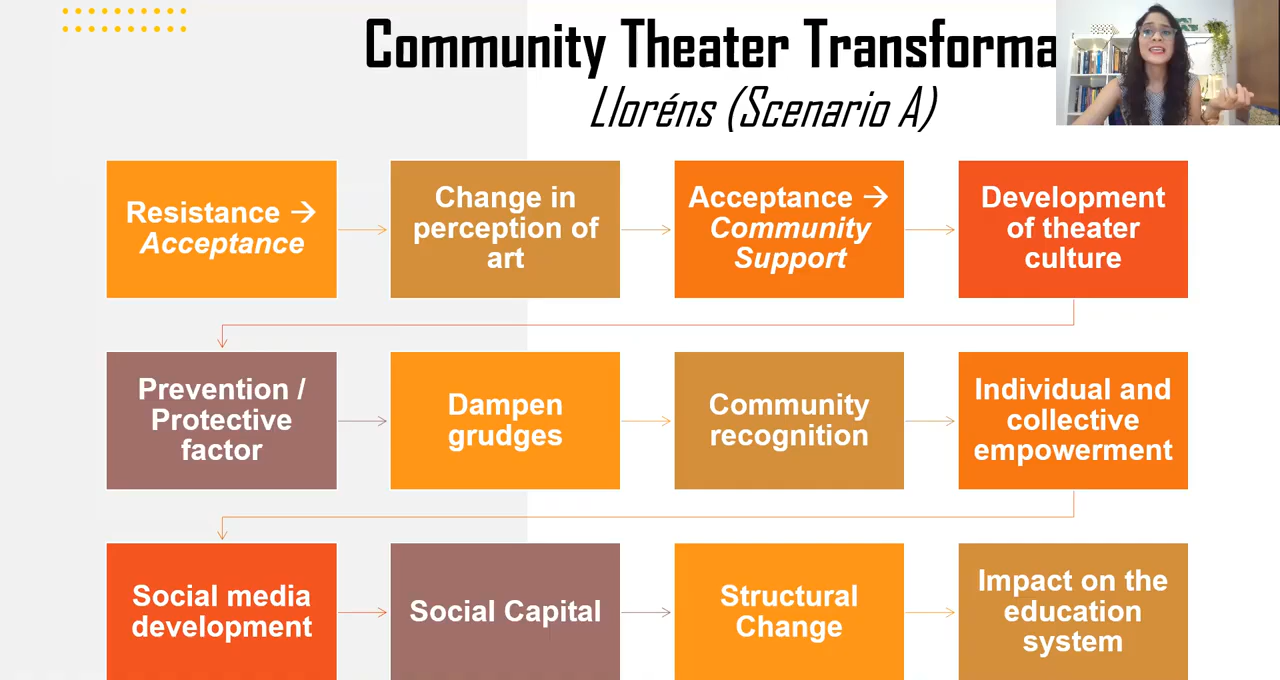 Community Theater Transforma
Lloréns (Scenario A)
Resistance →
Acceptance
Change in
perception of
art
Acceptance →
Community
Support
Development
of theater
culture
Prevention /
Protective
factor
Dampen
grudges
Community
recognition
Individual and
collective
empowerment
Social media
development
Social Capital
Structural
Change
Impact on the
education
system